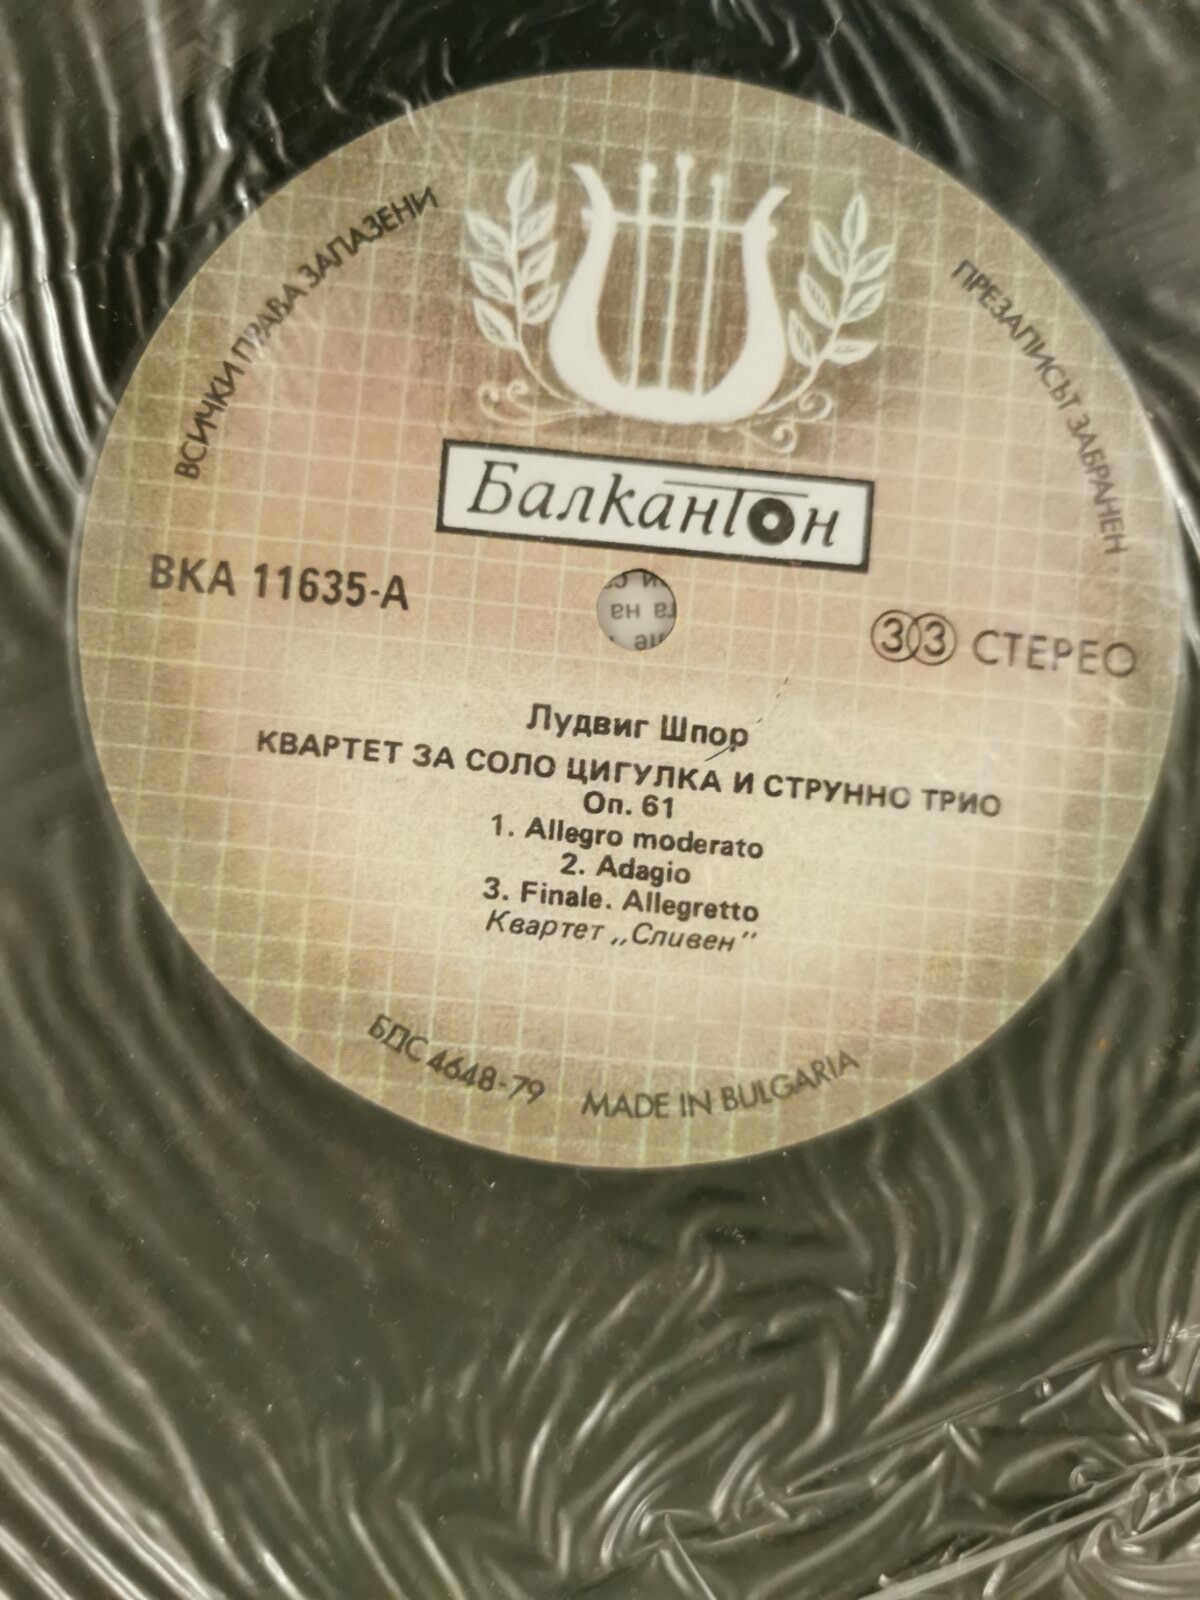 ВСИЧКИ ПРАВА ЗАПАЗЕНИ
ПРЕЗАПИСЪТ ЗАБРАНЕН
Балкантон
ВКА 11635-А
33 СТЕРЕО
Лудвиг Шпор
КВАРТЕТ ЗА СОЛО ЦИГУЛКА И СТРУННО ТРИО
Оп. 61
1. Allegro moderato
2. Adagio
3. Finale. Allegretto
Квартет „Сливен”
БДС 4648-79 MADE IN BULGARIA